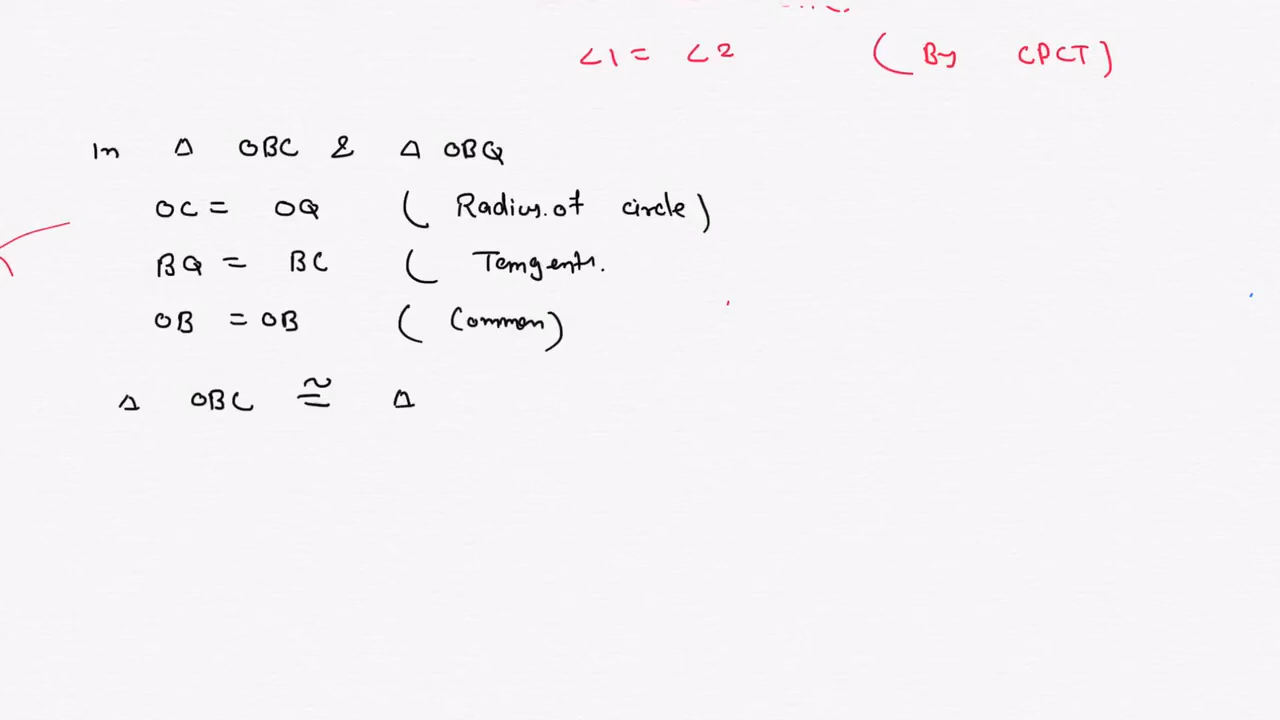 ∠1 = ∠2 (By CPCT)
In Δ OBC & Δ OBQ
OC = OQ (Radius of circle)
BQ = BC (Tangents.
OB = OB (Common)
Δ OBC ≅ Δ